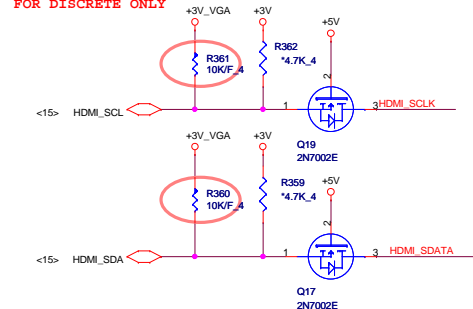 FOR DISCRETE ONLY
+3V_VGA
+3V
+5V
R361
10K/F_4
R362
*4.7K_4
2
<15> HDMI_SCL
1
3 HDMI_SCLK
Q19
2N7002E
+3V_VGA
+3V
+5V
R360
10K/F_4
R359
*4.7K_4
2
<15> HDMI_SDA
1
3 HDMI_SDATA
Q17
2N7002E